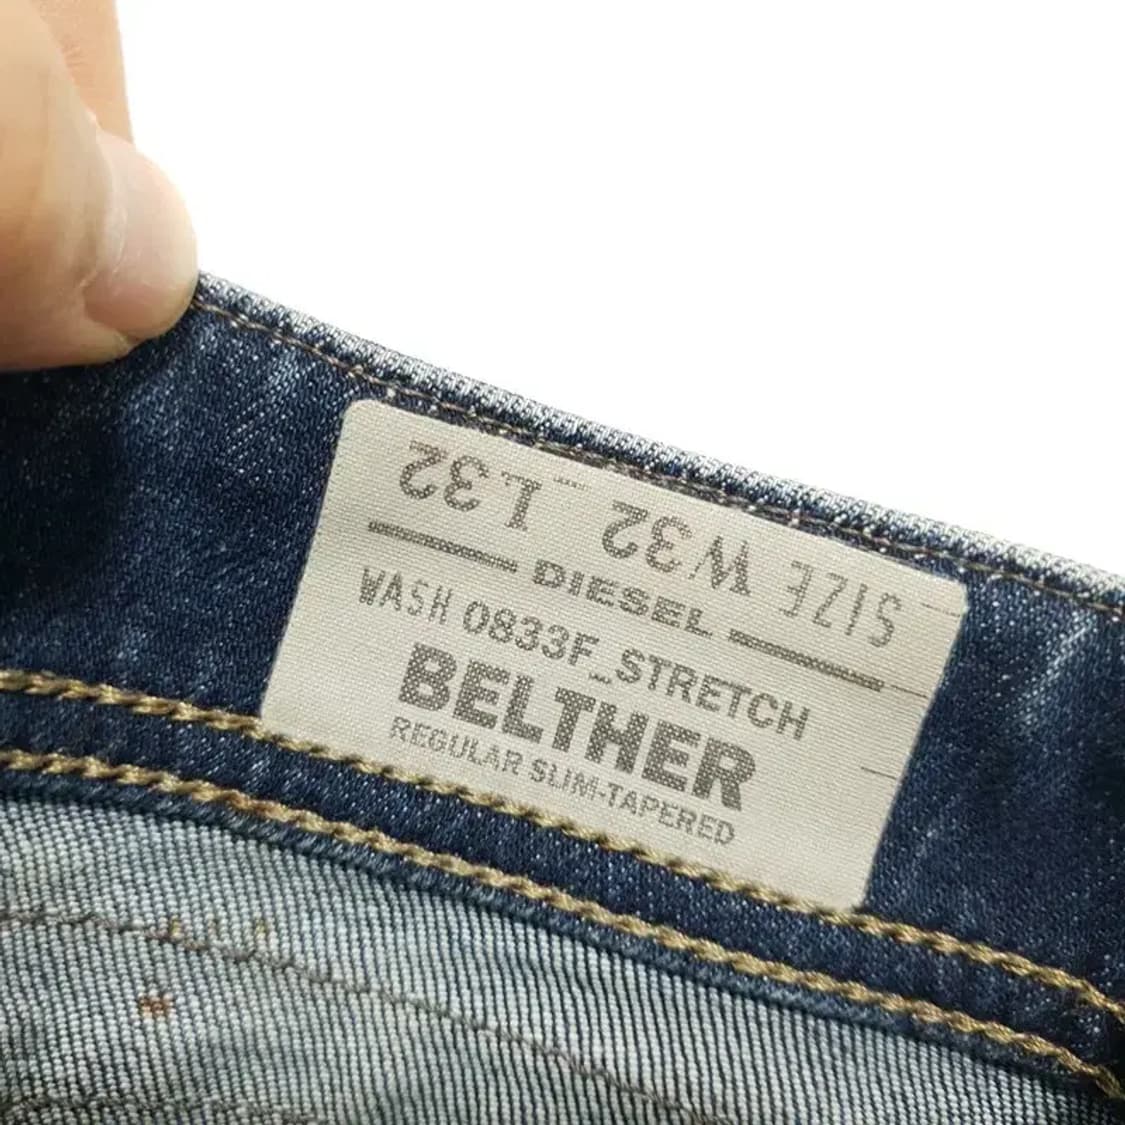 SIZE W32 L32
DIESEL
WASH 0833F_STRETCH
BELTHER
REGULAR SLIM-TAPERED